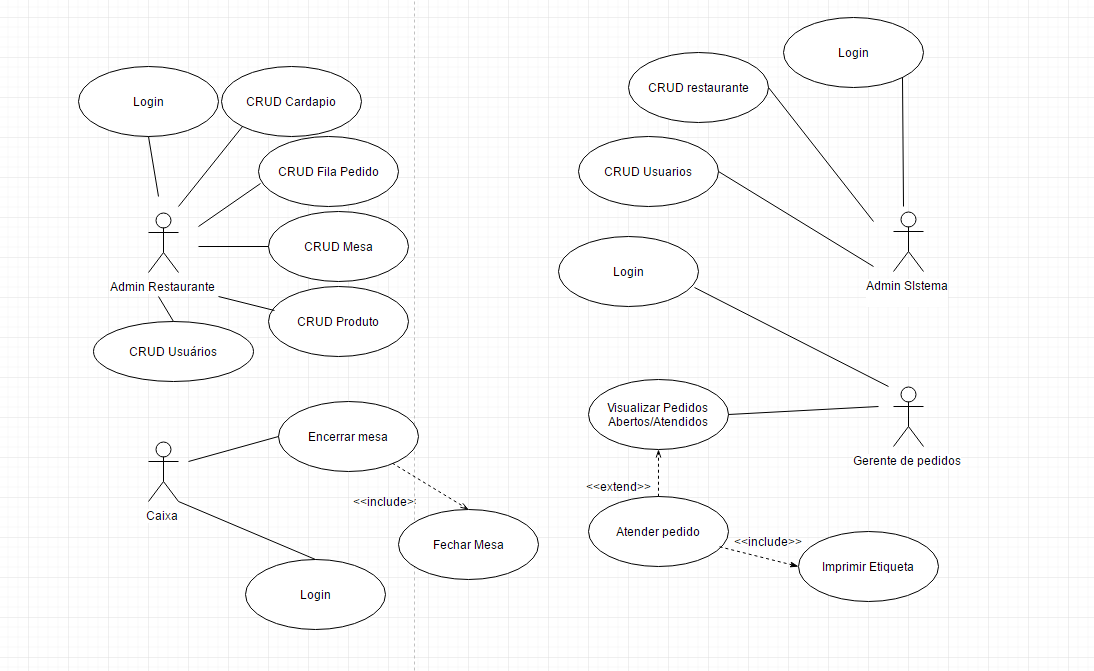 Login
CRUD Cardapio
CRUD Fila Pedido
CRUD Mesa
Admin Restaurante
CRUD Produto
CRUD Usuários
Encerrar mesa
<<include>
Caixa
Fechar Mesa
Login
Login
CRUD restaurante
CRUD Usuarios
Login
Admin SIstema
Visualizar Pedidos
Abertos/Atendidos
Gerente de pedidos
<<extend>>
Atender pedido
<<include>>
Imprimir Etiqueta